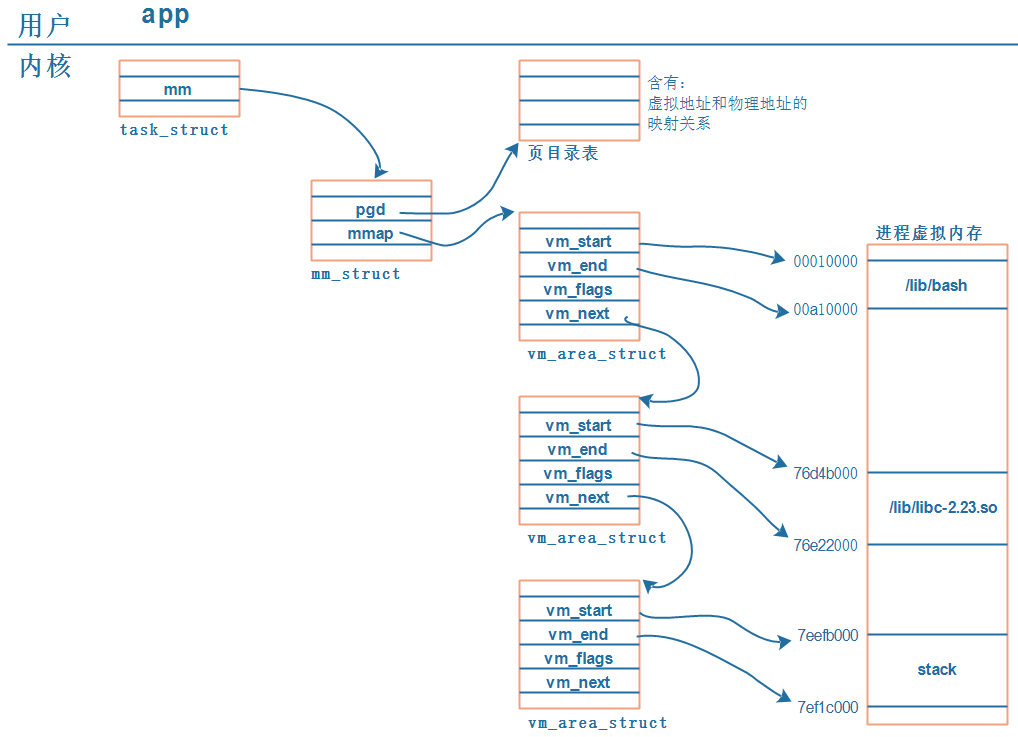 用户
app
内核
mm
task_struct
含有:
虚拟地址和物理地址的
映射关系
页目录表
pgd
mmap
mm_struct
vm_start
vm_end
vm_flags
vm_next
vm_area_struct
进程虚拟内存
00010000
/lib/bash
00a10000
vm_start
vm_end
vm_flags
vm_next
vm_area_struct
76d4b000
/lib/libc-2.23.so
76e22000
vm_start
vm_end
vm_flags
vm_next
vm_area_struct
7eefb000
stack
7ef1c000